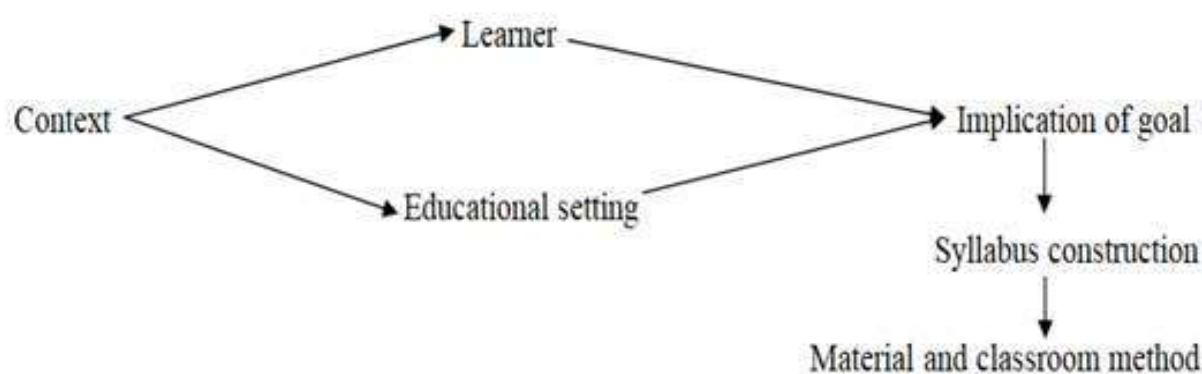 Learner
Context
Implication of goal
Educational setting
Syllabus construction
Material and classroom method